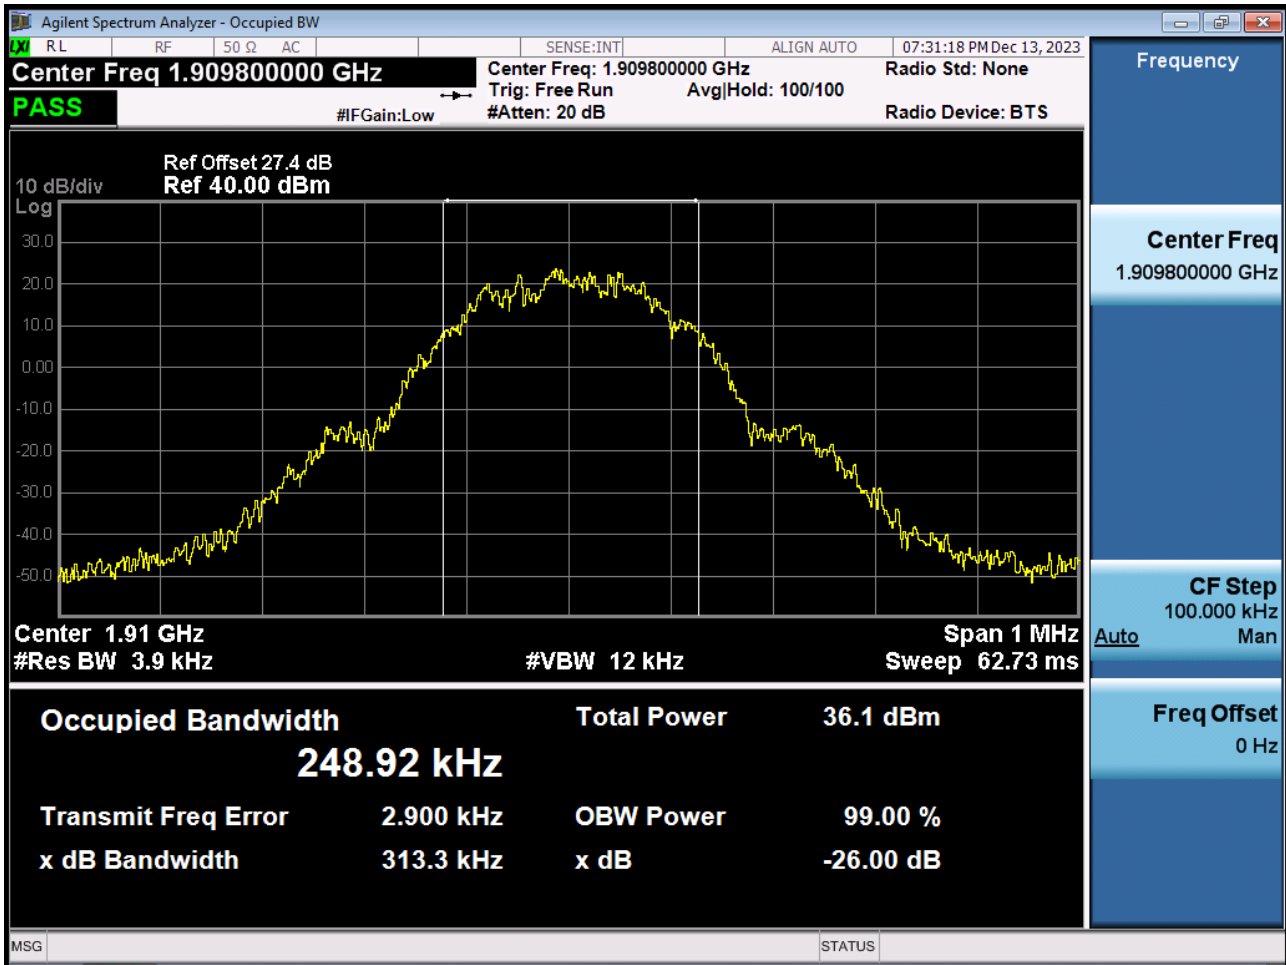 Agilent Spectrum Analyzer - Occupied BW
LXI RL RF 50 Ω AC SENSE:INT ALIGN AUTO 07:31:18 PM Dec 13, 2023
Center Freq 1.909800000 GHz
Center Freq: 1.909800000 GHz Radio Std: None
Trig: Free Run Avg|Hold: 100/100
PASS
#IFGain:Low #Atten: 20 dB Radio Device: BTS
Ref Offset 27.4 dB
10 dB/div Ref 40.00 dBm
Log
30.0
20.0
10.0
0.00
-10.0
-20.0
-30.0
-40.0
-50.0
Center 1.91 GHz Span 1 MHz
#Res BW 3.9 kHz #VBW 12 kHz Sweep 62.73 ms
Occupied Bandwidth Total Power 36.1 dBm
248.92 kHz
Transmit Freq Error 2.900 kHz OBW Power 99.00 %
x dB Bandwidth 313.3 kHz x dB -26.00 dB
MSG STATUS
Frequency
Center Freq
1.909800000 GHz
CF Step
100.000 kHz
Auto Man
Freq Offset
0 Hz